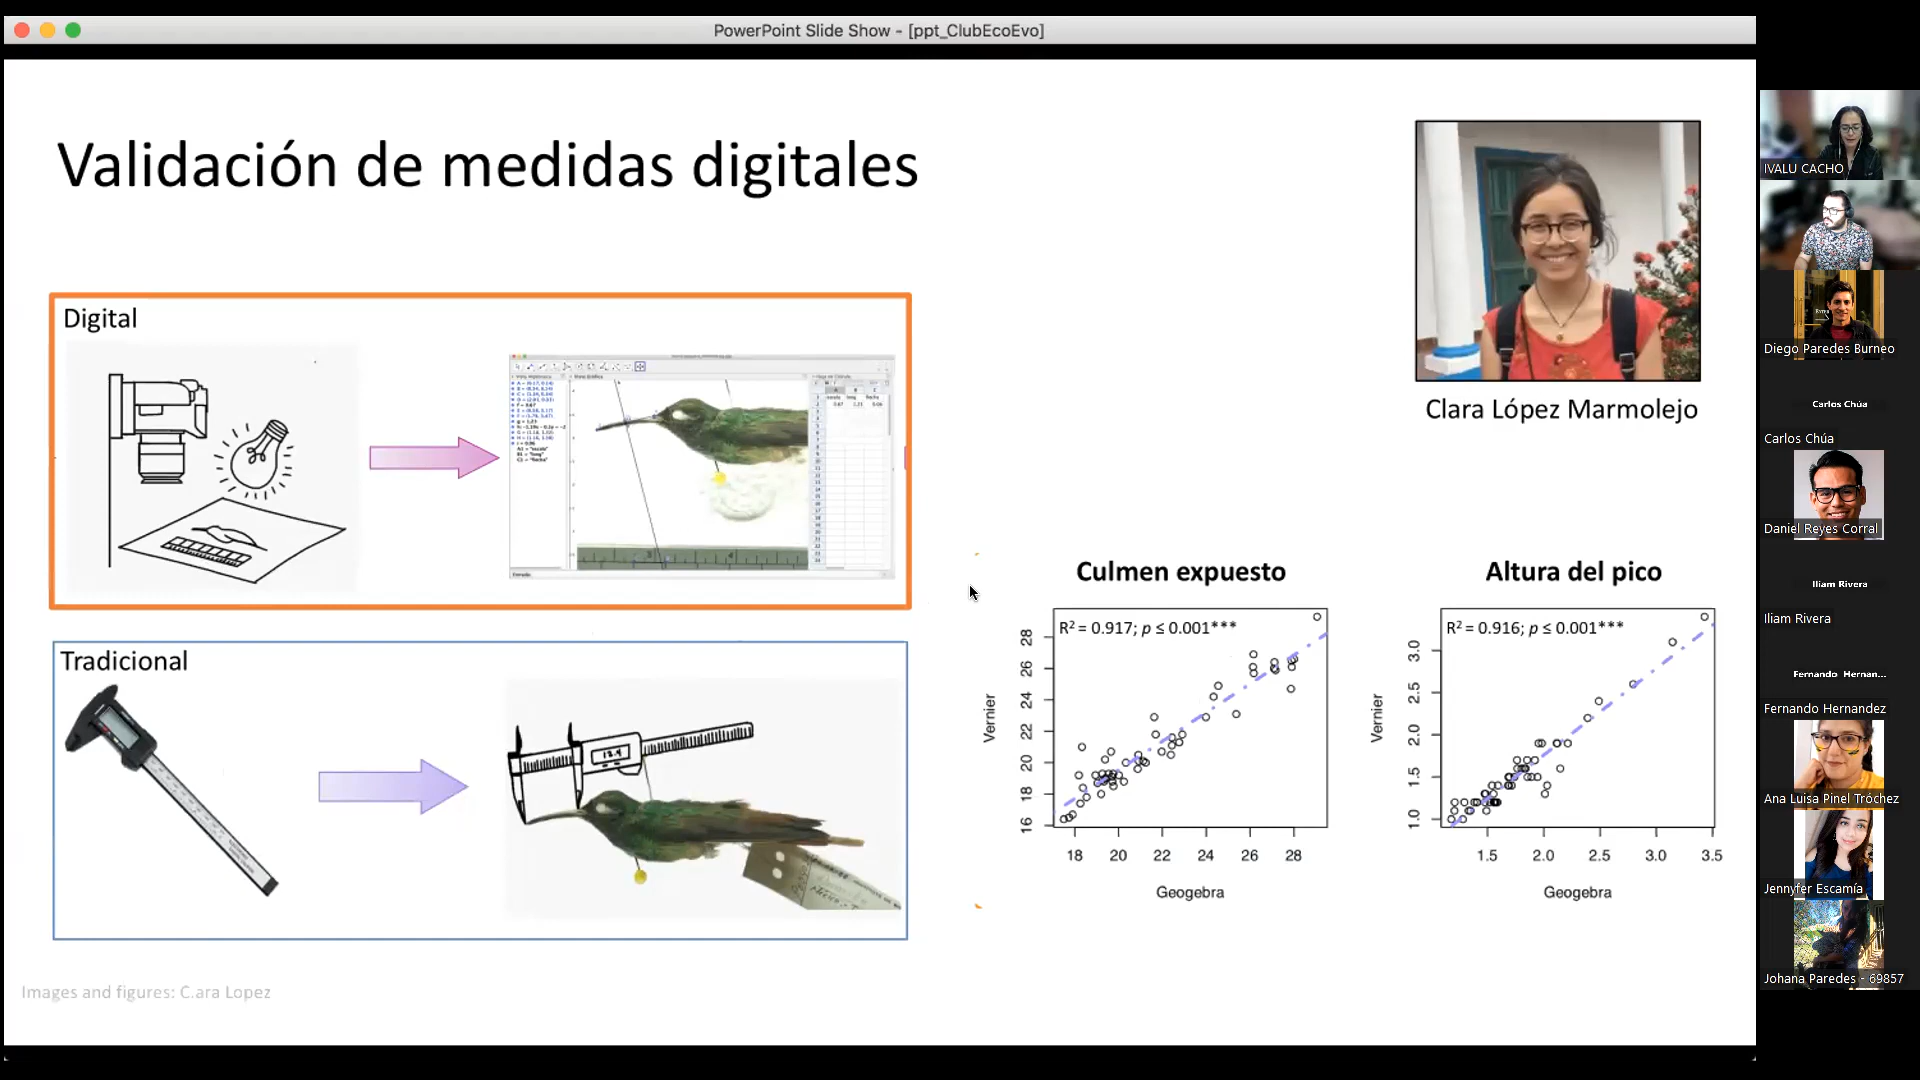 PowerPoint Slide Show - [ppt_ClubEcoEvo]
Validación de medidas digitales
Digital
Tradicional
12.4
Images and figures: C.ara Lopez
Clara López Marmolejo
Culmen expuesto
R² = 0.917; p ≤ 0.001***
Vernier
28
26
24
22
20
18
16
18 20 22 24 26 28
Geogebra
Altura del pico
R² = 0.916; p ≤ 0.001***
Vernier
3.0
2.5
2.0
1.5
1.0
1.5 2.0 2.5 3.0 3.5
Geogebra
IVALU CACHO
Diego Paredes Burneo
Carlos Chúa
Carlos Chúa
Daniel Reyes Corral
Iliam Rivera
Iliam Rivera
Fernando Hernan...
Fernando Hernandez
Ana Luisa Pinel Tróchez
Jennyfer Escamía
Johana Paredes - 69857